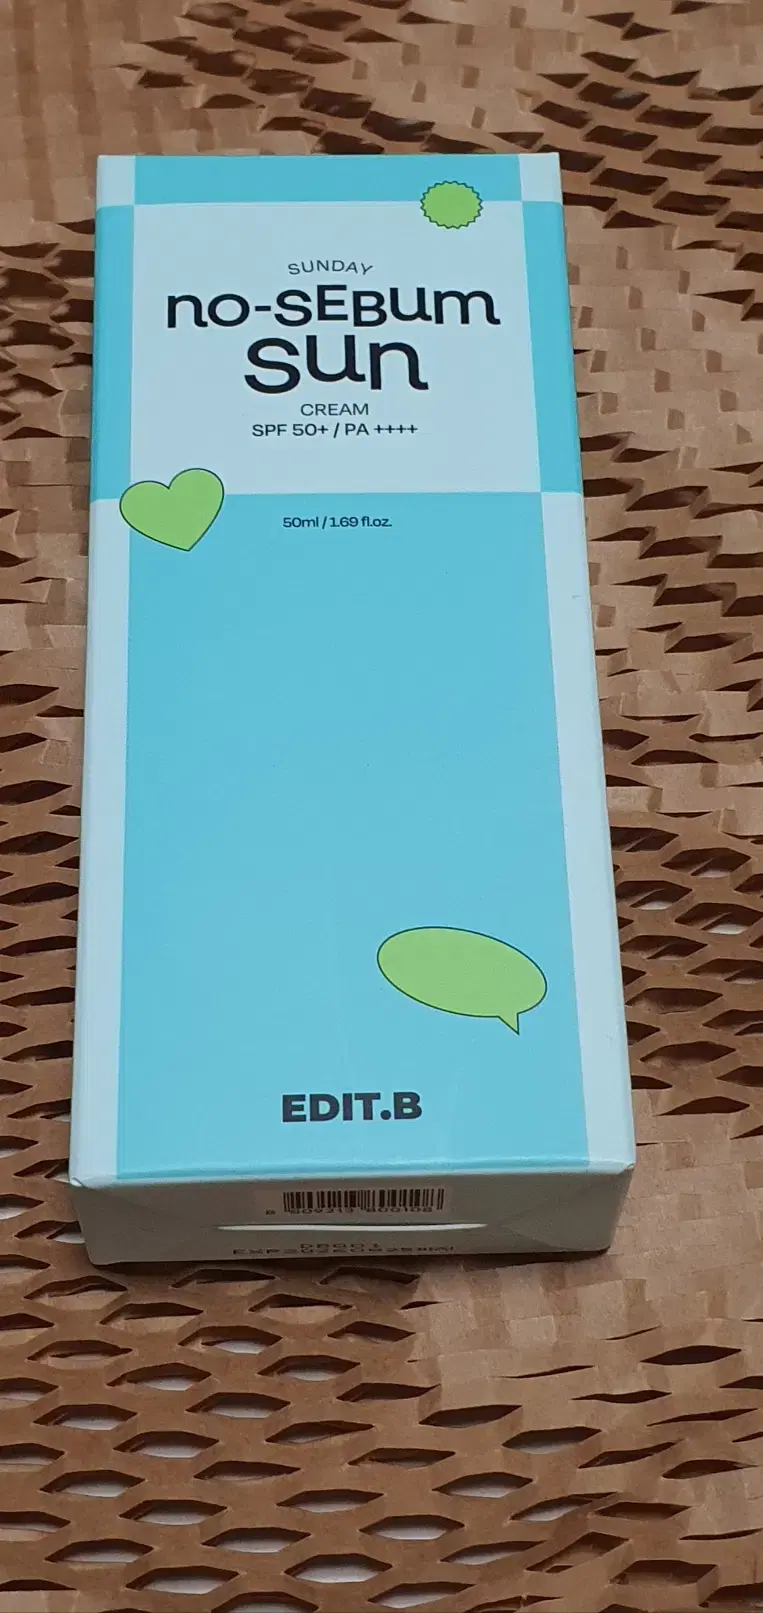 SUNDAY
no-SEBum
Sun
CREAM
SPF 50+ / PA ++++
50ml / 1.69 fl.oz.
EDIT.B